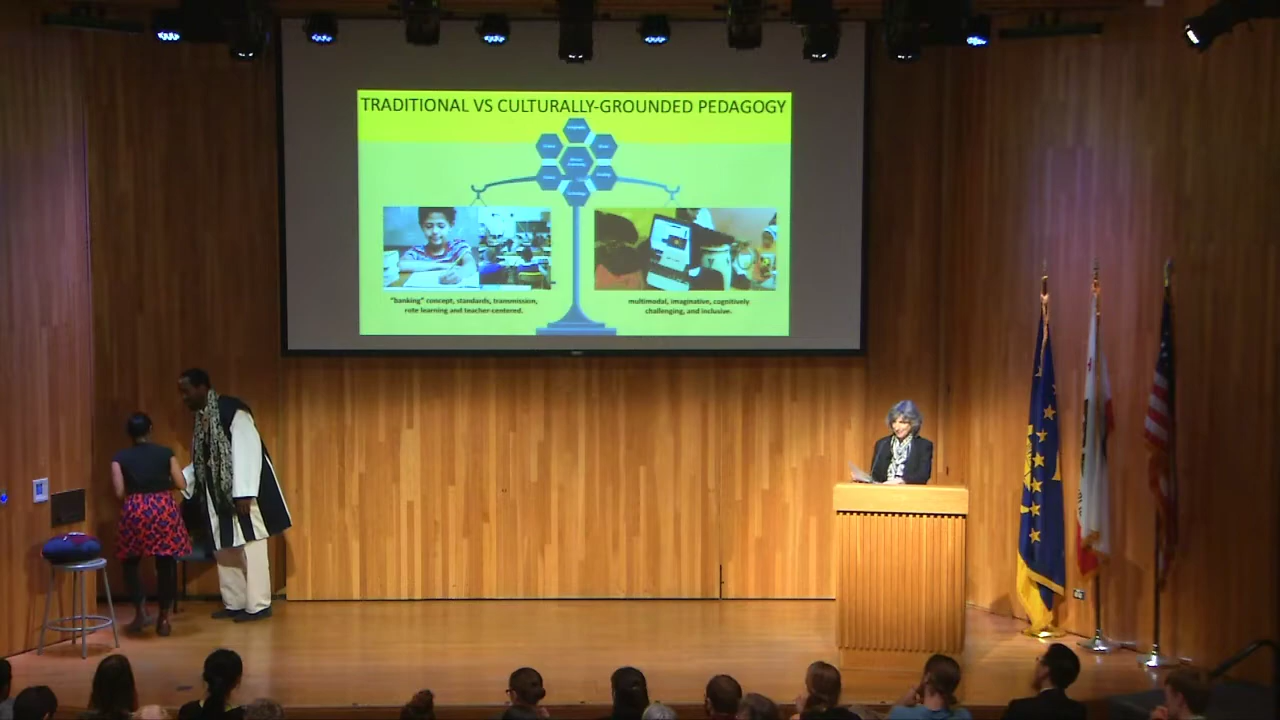 TRADITIONAL VS CULTURALLY-GROUNDED PEDAGOGY
"banking" concept, standards, transmission,
rote learning and teacher-centered.
multimodal, imaginative, cognitively
challenging, and inclusive.